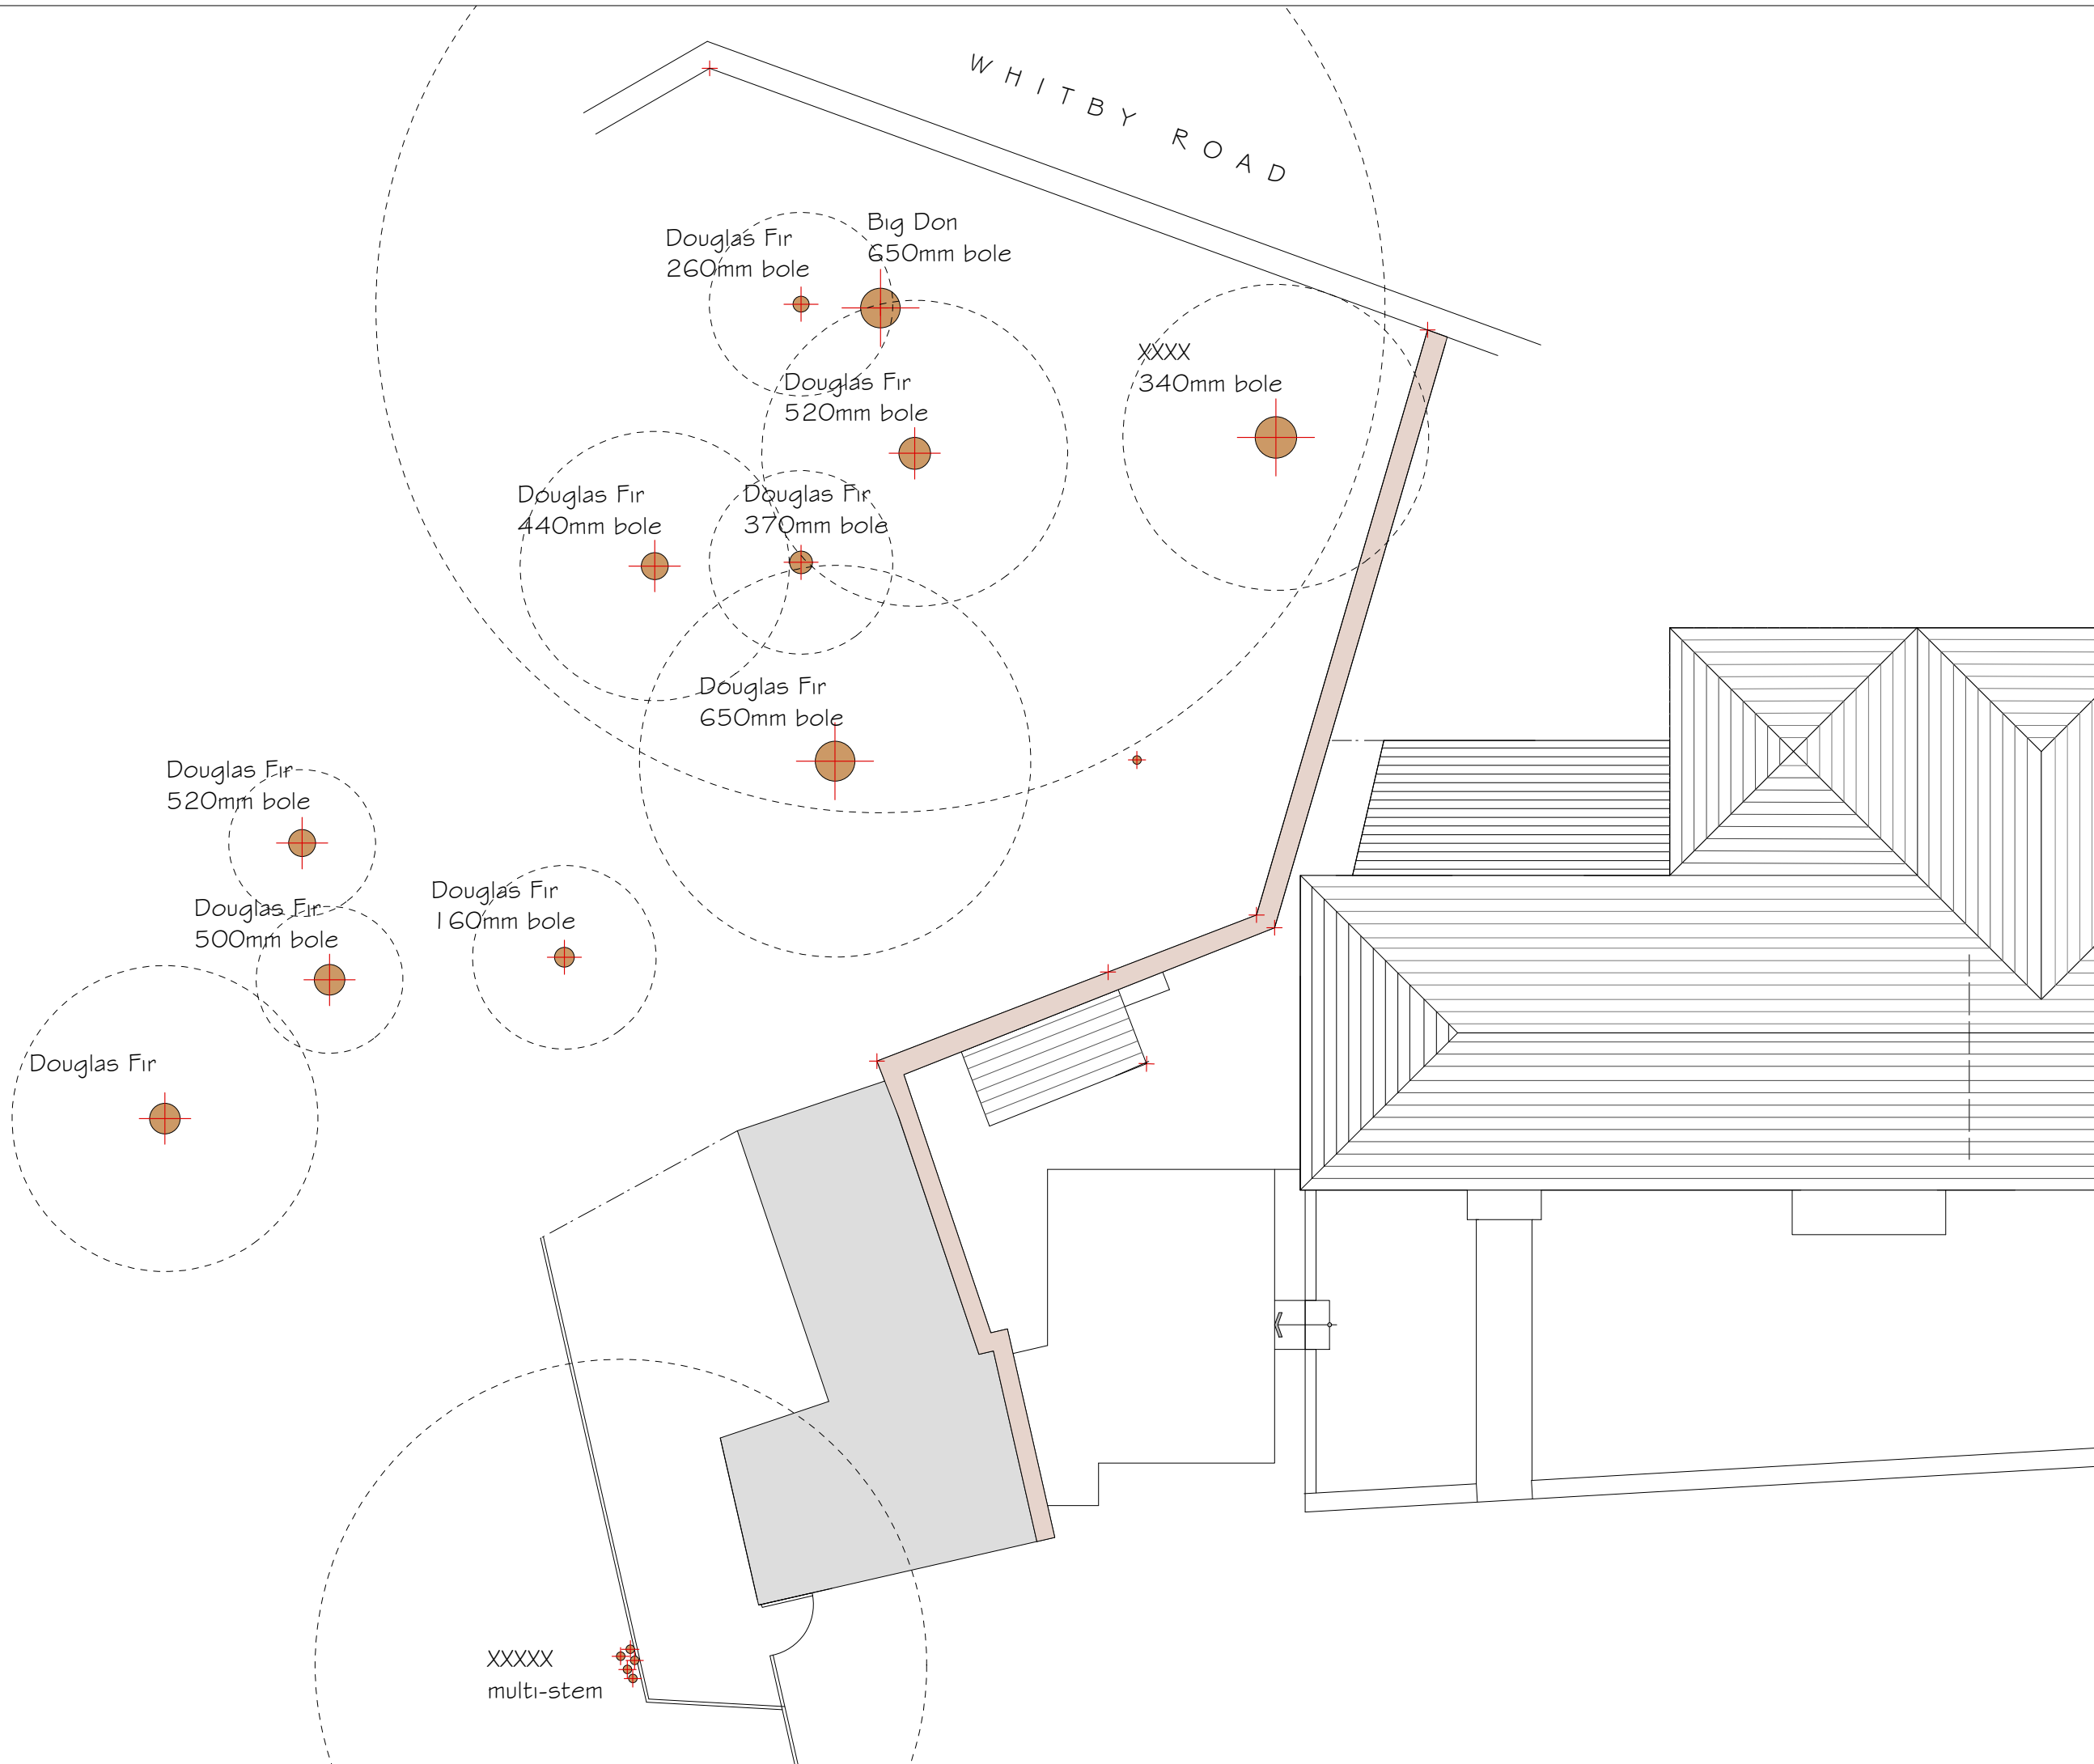 WHITBY ROAD
Big Don
650mm bole
Douglas Fir
260mm bole
XXXX
340mm bole
Douglas Fir
520mm bole
Douglas Fir
440mm bole
Douglas Fir
370mm bole
Douglas Fir
650mm bole
Douglas Fir
520mm bole
Douglas Fir
160mm bole
Douglas Fir
500mm bole
Douglas Fir
XXXXX
multi-stem